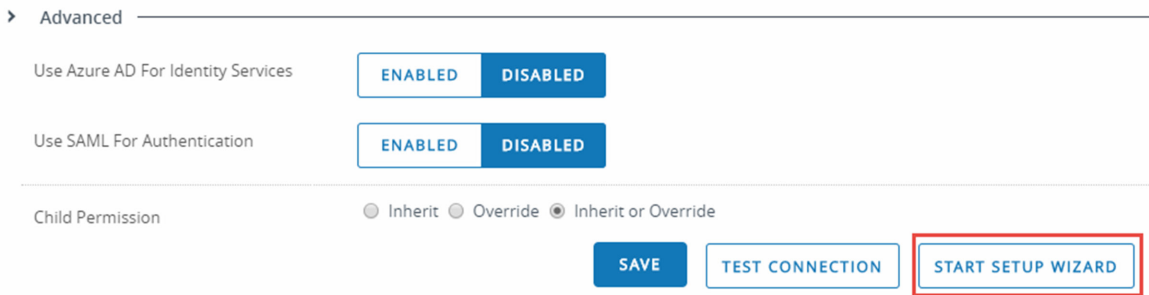 Advanced
Use Azure AD For Identity Services ENABLED DISABLED
Use SAML For Authentication ENABLED DISABLED
Child Permission Inherit Override Inherit or Override
SAVE TEST CONNECTION START SETUP WIZARD